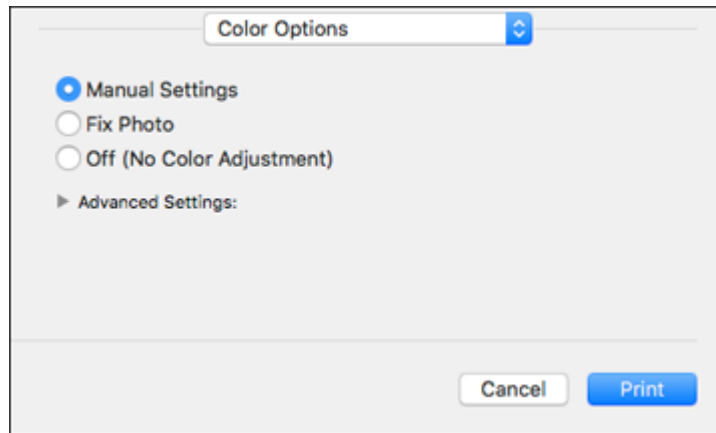 Color Options
Manual Settings
Fix Photo
Off (No Color Adjustment)
Advanced Settings:
Cancel Print